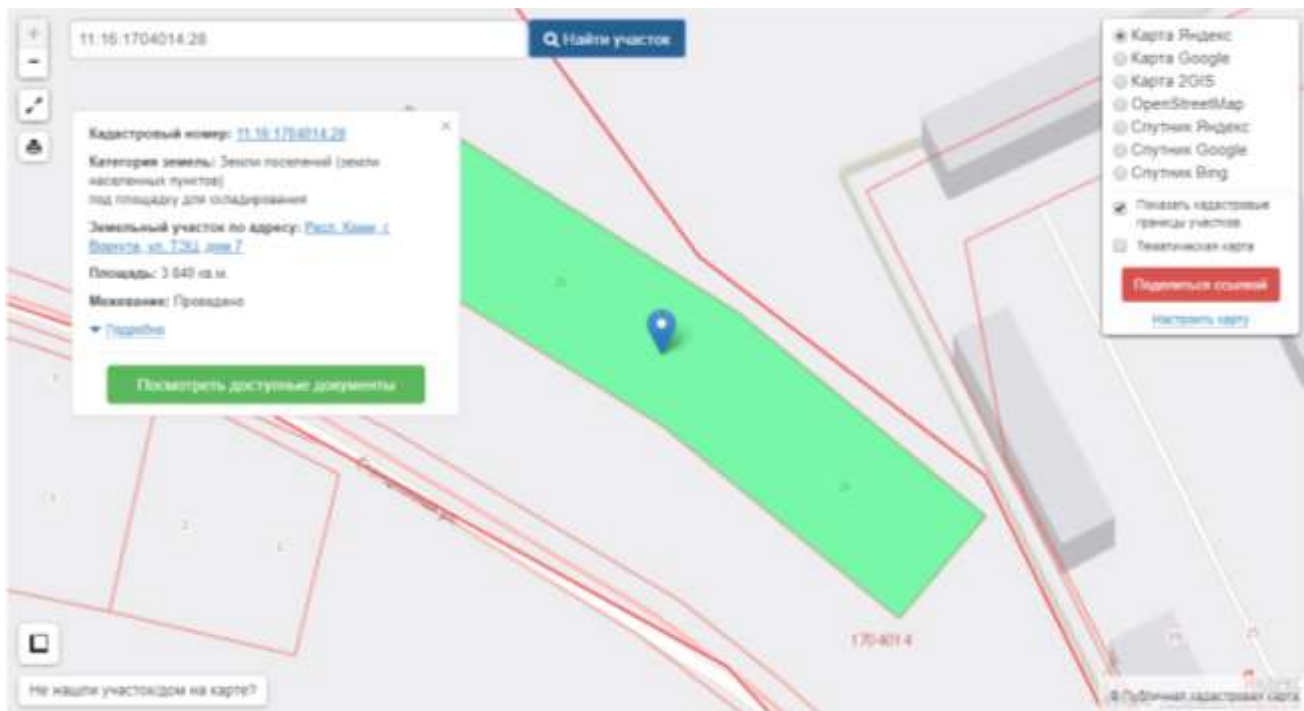 +
11:16:1704014:28
Найти участок
-
Кадастровый номер: 11:16:1704014:28
×
Категория земель: Земли поселений (земли
населенных пунктов)
под площадку для складирования
Земельный участок по адресу: Респ. Коми, г.
Воркута, ул. ТЭЦ, дом 7
Площадь: 3 640 кв.м.
Межевание: Проведано
Подробно
Посмотреть доступные документы
Карта Яндекс
Карта Google
Карта 2GIS
OpenStreetMap
Спутник Яндекс
Спутник Google
Спутник Bing
Показать кадастровые
границы участков
Тематическая карта
Поделиться ссылкой
Настроить карту
28
28
2
1704014
Не нашли участок/дом на карте?
© Публичная кадастровая карта